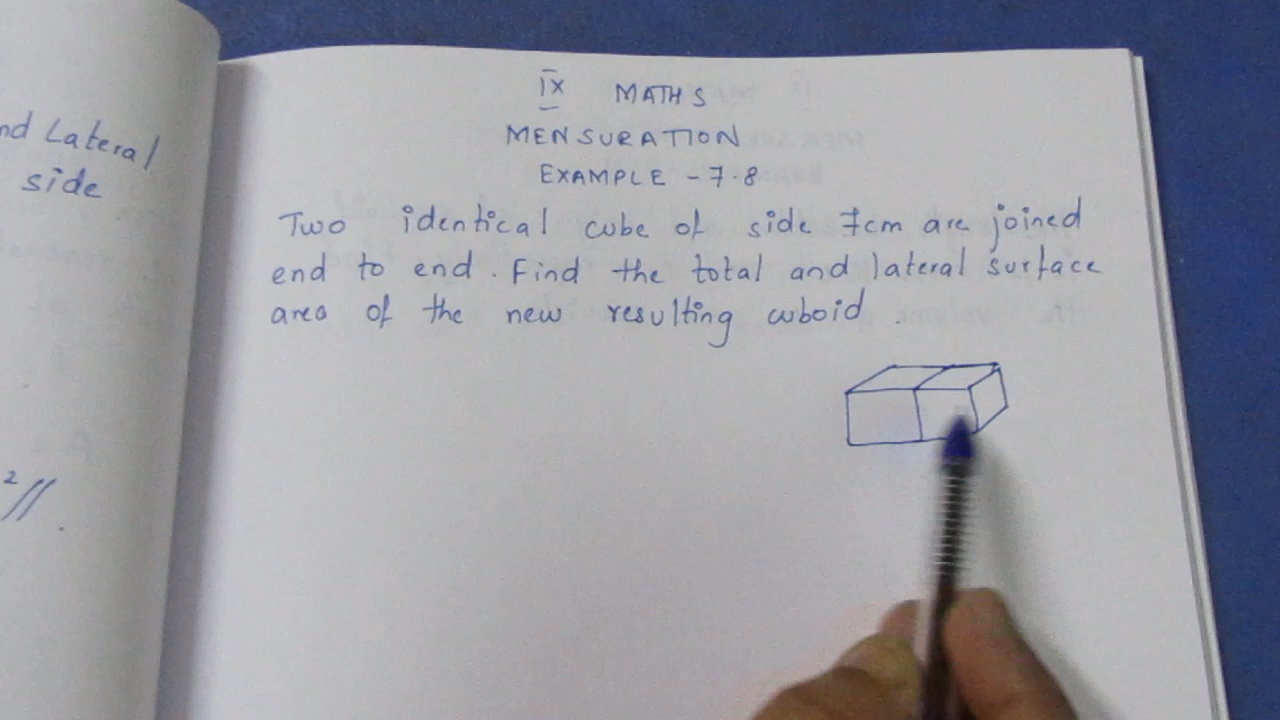 nd Lateral
side
2//
IX MATHS
MENSURATION
EXAMPLE - 7.8
Two identical cube of side 7cm are joined
end to end. Find the total and lateral surface
area of the new resulting cuboid.